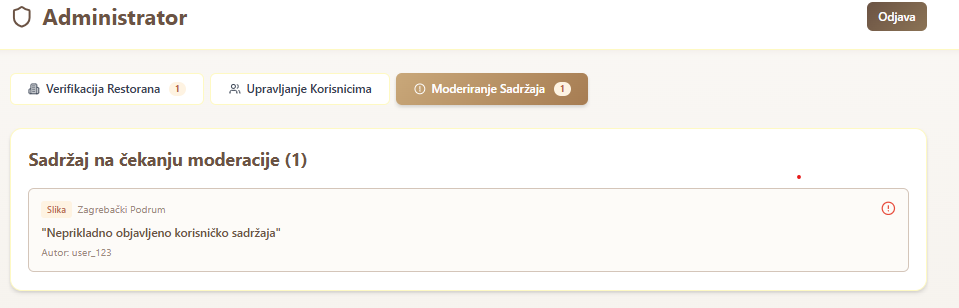 Administrator
Odjava
Verifikacija Restorana 1
Upravljanje Korisnicima
Moderiranje Sadržaja 1
Sadržaj na čekanju moderacije (1)
Slika Zagrebački Podrum
"Neprikladno objavljeno korisničko sadržaja"
Autor: user_123